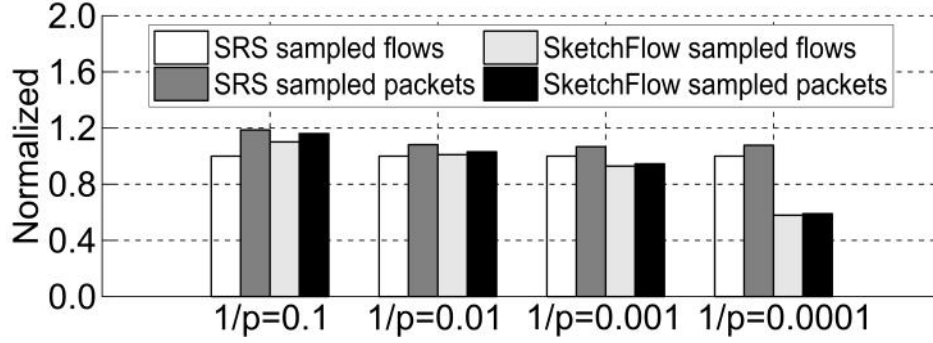 2.0
1.6
1.2
0.8
0.4
0.0
Normalized
SRS sampled flows
SketchFlow sampled flows
SRS sampled packets
SketchFlow sampled packets
1/p=0.1
1/p=0.01
1/p=0.001
1/p=0.0001